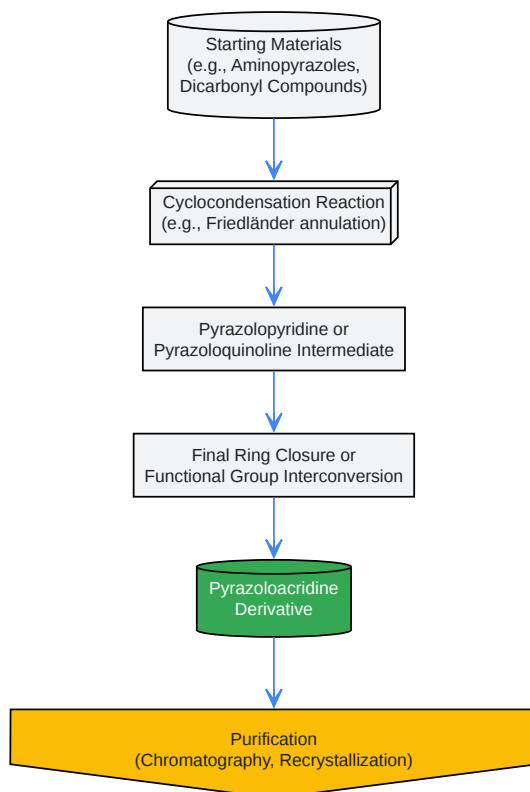 Starting Materials
(e.g., Aminopyrazoles,
Dicarbonyl Compounds)
Cyclocondensation Reaction
(e.g., Friedländer annulation)
Pyrazolopyridine or
Pyrazoloquinoline Intermediate
Final Ring Closure or
Functional Group Interconversion
Pyrazoloacridine
Derivative
Purification
(Chromatography, Recrystallization)